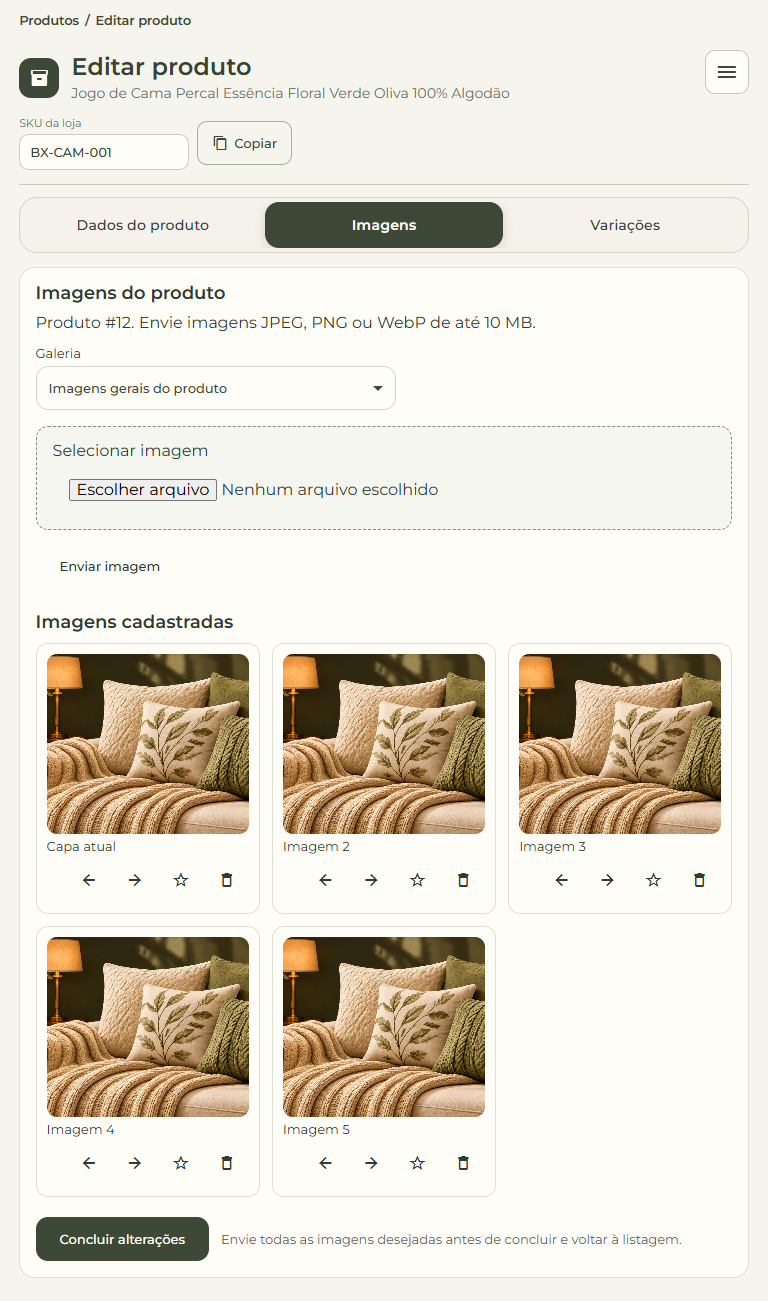 Produtos / Editar produto
Editar produto
Jogo de Cama Percal Essência Floral Verde Oliva 100% Algodão
SKU da loja
BX-CAM-001
Copiar
Dados do produto
Imagens
Variações
Imagens do produto
Produto #12. Envie imagens JPEG, PNG ou WebP de até 10 MB.
Galeria
Imagens gerais do produto
Selecionar imagem
Escolher arquivo Nenhum arquivo escolhido
Enviar imagem
Imagens cadastradas
Capa atual
Imagem 2
Imagem 3
Imagem 4
Imagem 5
Concluir alterações
Envie todas as imagens desejadas antes de concluir e voltar à listagem.